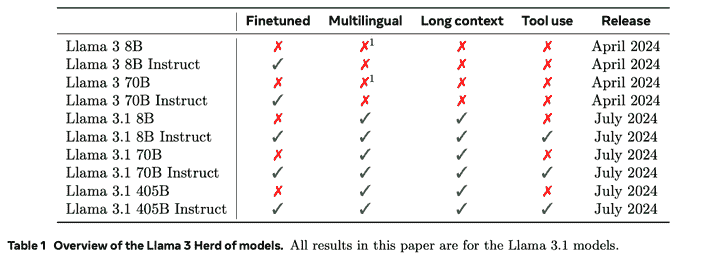 Finetuned Multilingual Long context Tool use Release
Llama 3 8B ✗ ✗¹ ✗ ✗ April 2024
Llama 3 8B Instruct ✓ ✗ ✗ ✗ April 2024
Llama 3 70B ✗ ✗¹ ✗ ✗ April 2024
Llama 3 70B Instruct ✓ ✗ ✗ ✗ April 2024
Llama 3.1 8B ✗ ✓ ✓ ✗ July 2024
Llama 3.1 8B Instruct ✓ ✓ ✓ ✓ July 2024
Llama 3.1 70B ✗ ✓ ✓ ✗ July 2024
Llama 3.1 70B Instruct ✓ ✓ ✓ ✓ July 2024
Llama 3.1 405B ✗ ✓ ✓ ✗ July 2024
Llama 3.1 405B Instruct ✓ ✓ ✓ ✓ July 2024
Table 1 Overview of the Llama 3 Herd of models. All results in this paper are for the Llama 3.1 models.